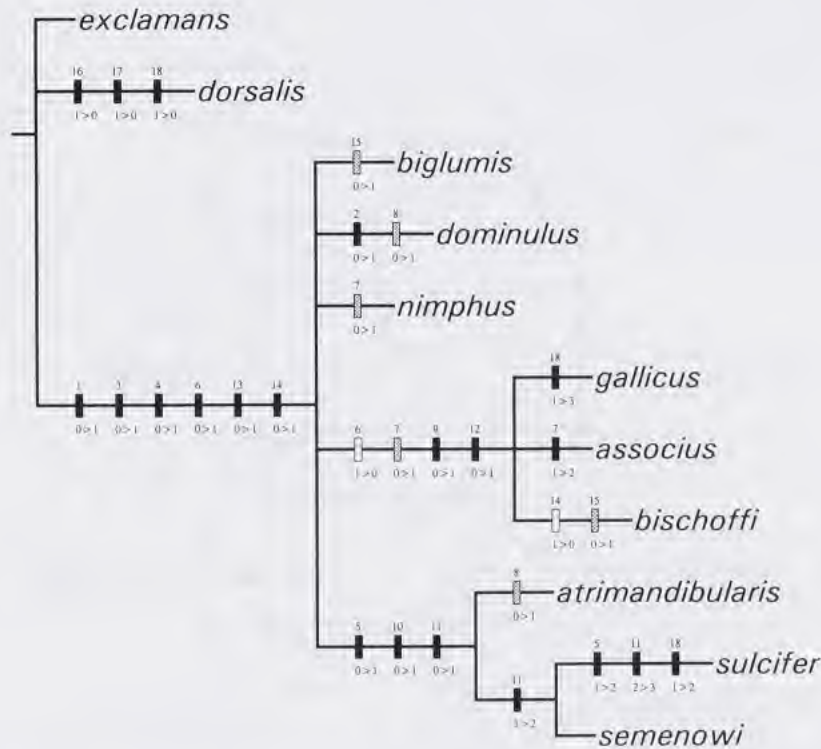 exclamans
16 17 18
dorsalis
1>0 1>0 1>0
15
biglumis
0>1
2 8
dominulus
0>1 0>1
7
nimphus
0>1
18
gallicus
1>3
1 3 4 6 13 14
0>1 0>1 0>1 0>1 0>1 0>1
6 7 9 12
1>0 0>1 0>1 0>1
7
associus
1>2
14 15
bischoffi
1>0 0>1
8
atrimandibularis
0>1
5 10 11
0>1 0>1 0>1
5 11 18
sulcifer
1>2 2>3 1>2
11
1>2
semenowi